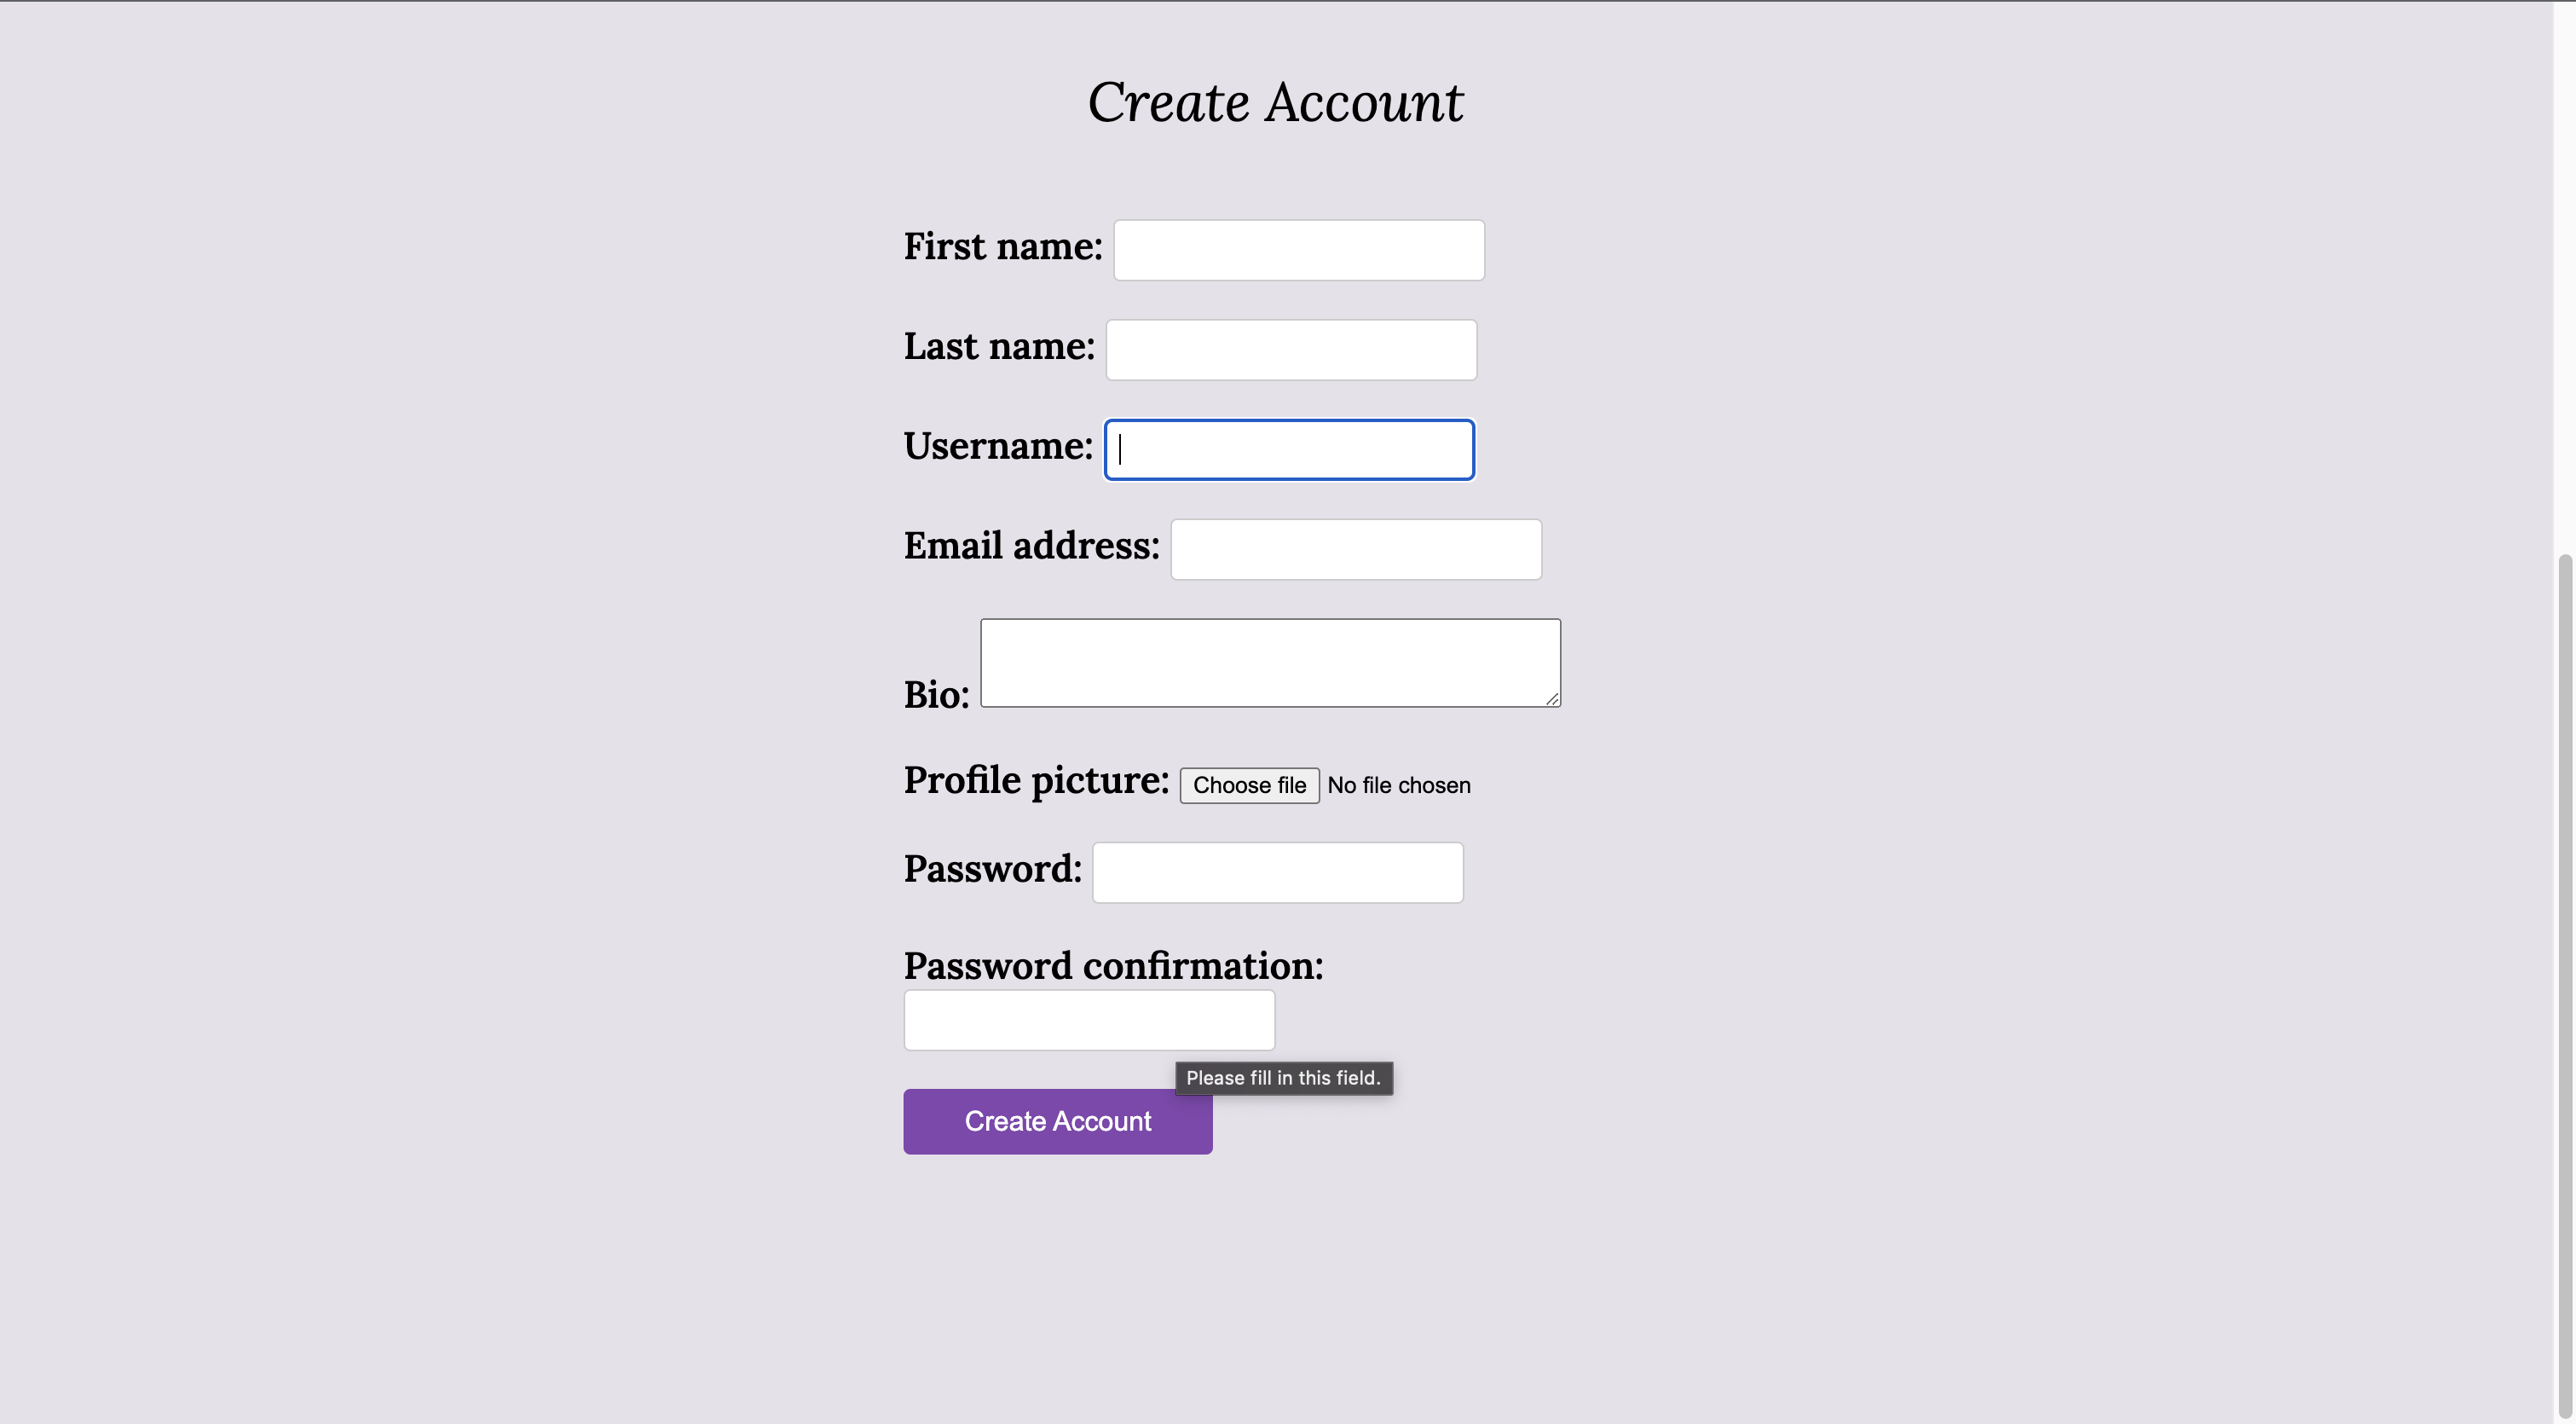 Create Account
First name:
Last name:
Username:
Email address:
Bio:
Profile picture: Choose file No file chosen
Password:
Password confirmation:
Please fill in this field.
Create Account